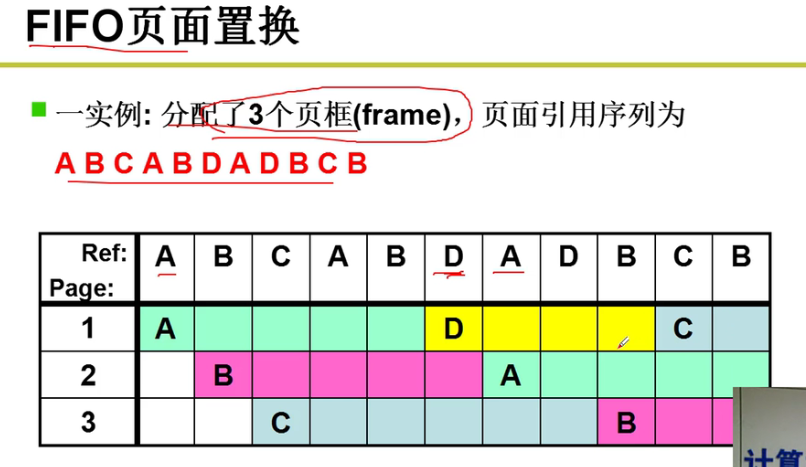 FIFO页面置换
一实例: 分配了3个页框(frame)，页面引用序列为
A B C A B D A D B C B
Ref: A B C A B D A D B C B
Page:
1 A D C
2 B A
3 C B
计算